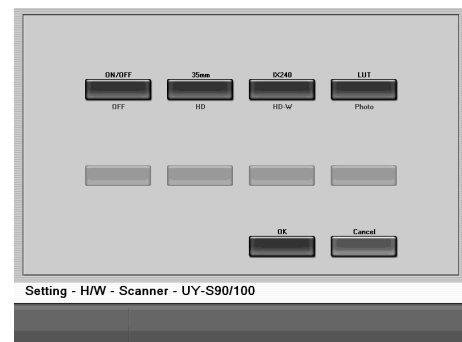 ON/OFF 35mm IX240 LUT
OFF HD HD-W Photo
OK Cancel
Setting - H/W - Scanner - UY-S90/100